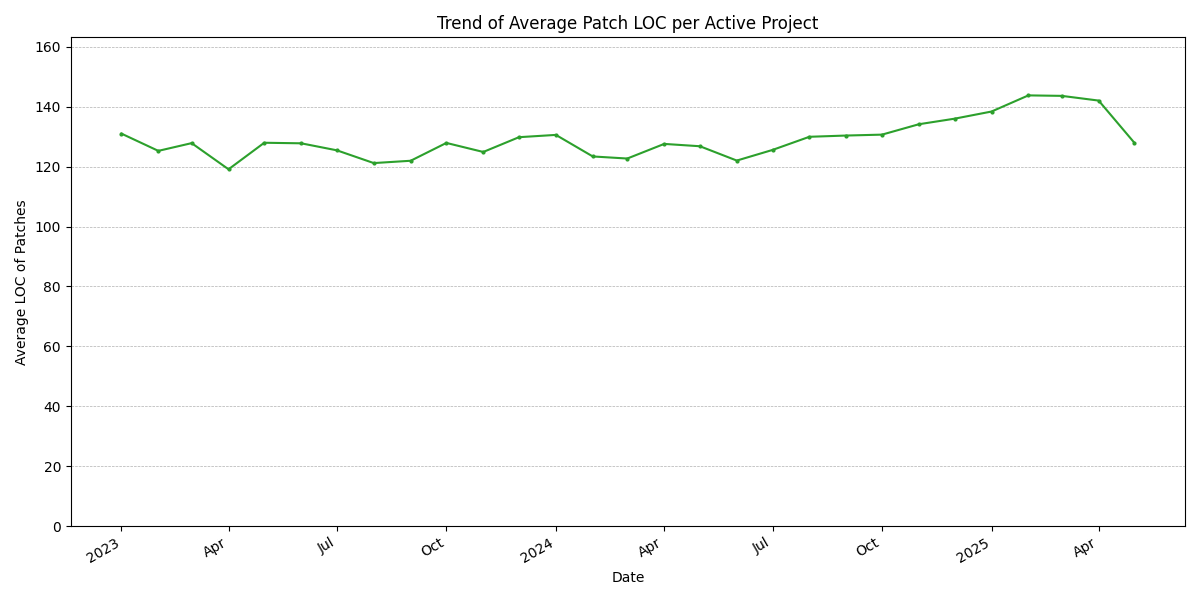 Trend of Average Patch LOC per Active Project
Average LOC of Patches
160
140
120
100
80
60
40
20
0
2023
Apr
Jul
Oct
2024
Apr
Jul
Oct
2025
Apr
Date